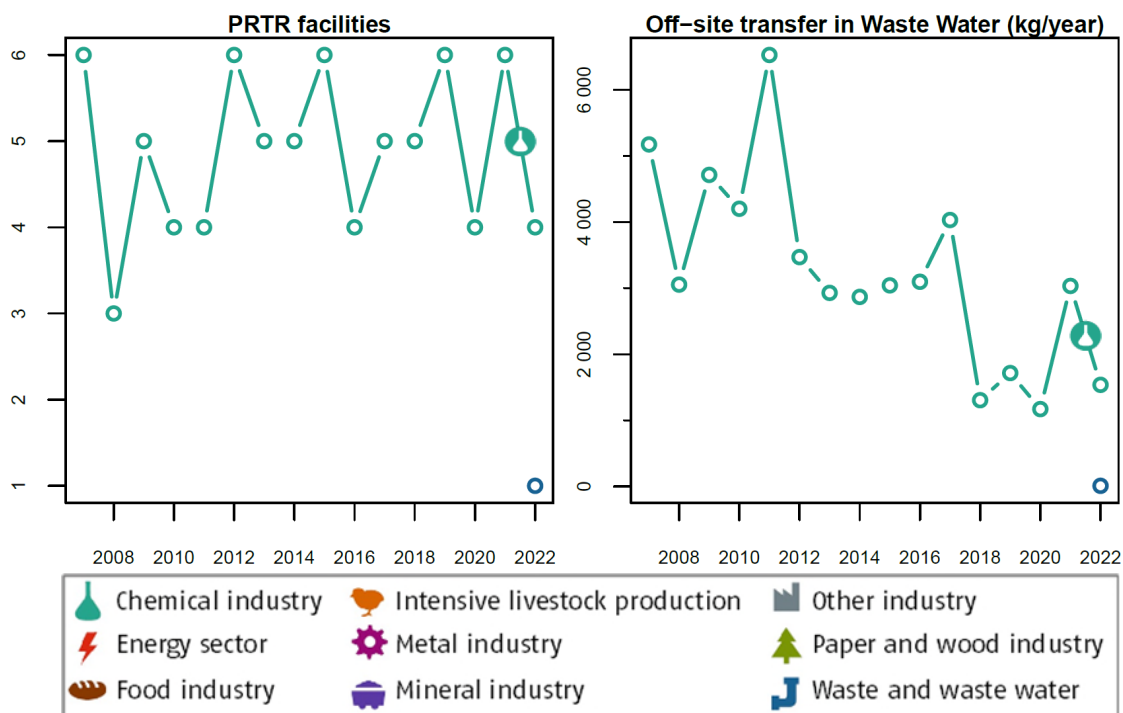 PRTR facilities
Off−site transfer in Waste Water (kg/year)
6
5
4
3
2
1
6 000
4 000
2 000
0
2008 2010 2012 2014 2016 2018 2020 2022
2008 2010 2012 2014 2016 2018 2020 2022
Chemical industry Intensive livestock production Other industry
Energy sector Metal industry Paper and wood industry
Food industry Mineral industry Waste and waste water